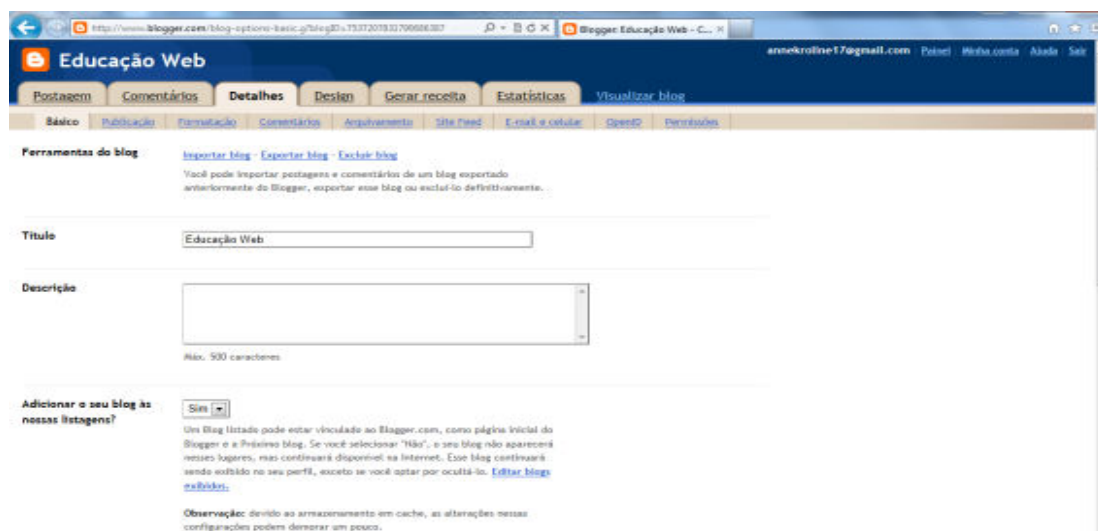 Blogger: Educação Web - C...
Educação Web
annekroline17@gmail.com Painel Minha conta Ajuda Sair
Postagem Comentários Detalhes Design Gerar receita Estatísticas Visualizar blog
Básico Publicação Formatação Comentários Arquivamento Site Feed E-mail e celular OpenID Permissões
Ferramentas do blog
Importar blog - Exportar blog - Excluir blog
Você pode importar postagens e comentários de um blog exportado
anteriormente do Blogger, exportar esse blog ou excluí-lo definitivamente.
Título
Educação Web
Descrição
Máx. 500 caracteres
Adicionar o seu blog às
nossas listagens?
Sim
Um Blog listado pode estar vinculado ao Blogger.com, como página inicial do
Blogger e a Próximo blog. Se você selecionar "Não", o seu blog não aparecerá
nesses lugares, mas continuará disponível na Internet. Esse blog continuará
sendo exibido no seu perfil, exceto se você optar por ocultá-lo. Editar blogs
exibidos.
Observação: devido ao armazenamento em cache, as alterações nessas
configurações podem demorar um pouco.